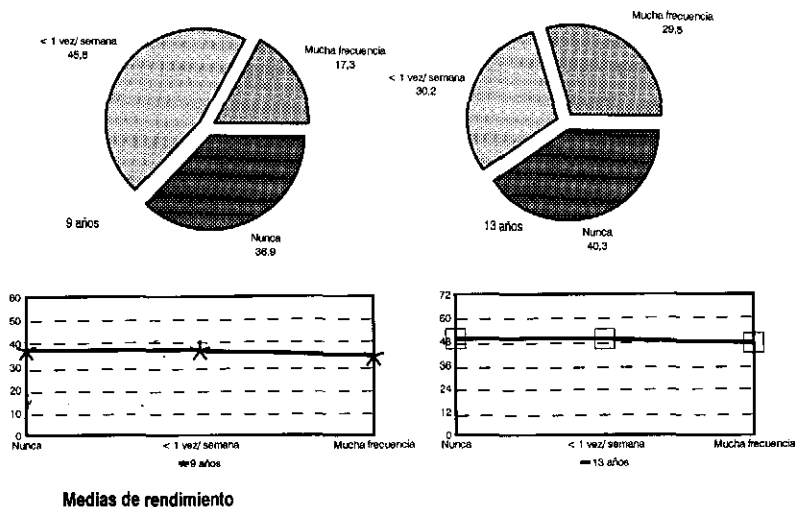 < 1 vez/ semana
45,8
Mucha frecuencia
17,3
Nunca
36,9
9 años
Mucha frecuencia
29,5
< 1 vez/ semana
30,2
Nunca
40,3
13 años
60
50
40
30
20
10
0
Nunca
< 1 vez/ semana
Mucha frecuencia
9 años
72
60
48
36
24
12
0
Nunca
< 1 vez/ semana
Mucha frecuencia
13 años
Medias de rendimiento